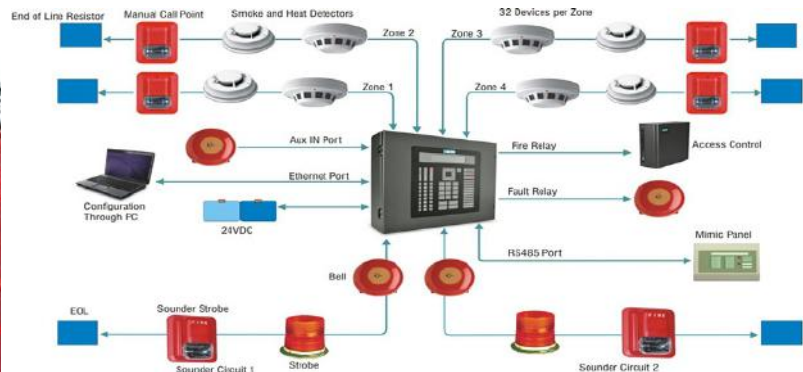 End of Line Resistor
Manual Call Point
Smoke and Heat Detectors
32 Devices per Zone
Zone 2
Zone 3
Zone 1
Zone 4
Aux IN Port
Fire Relay
Access Control
Ethernet Port
Fault Relay
Configuration
Through PC
24VDC
Mimic Panel
RS485 Port
Bell
EOL
Sounder Strobe
FIRE
FIRE
Sounder Circuit 1
Strobe
Sounder Circuit 2